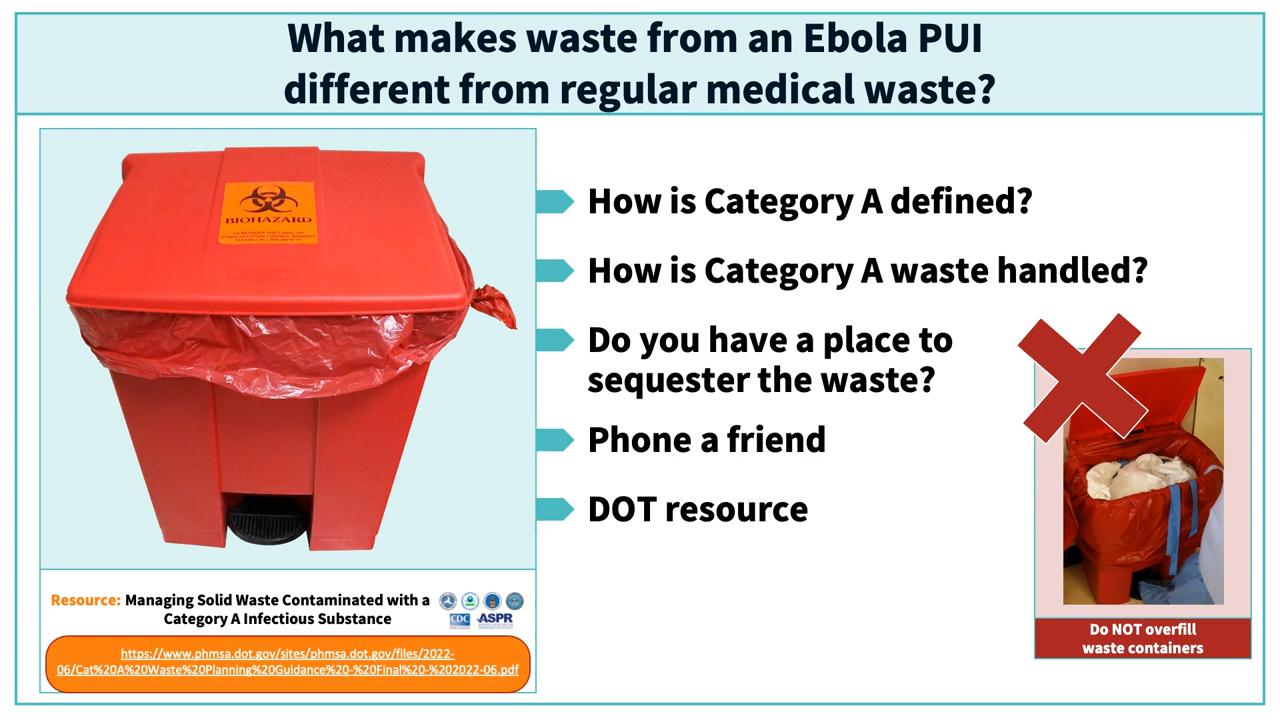 What makes waste from an Ebola PUI
different from regular medical waste?
BIOHAZARD
How is Category A defined?
How is Category A waste handled?
Do you have a place to
sequester the waste?
Phone a friend
DOT resource
Resource: Managing Solid Waste Contaminated with a
Category A Infectious Substance
CDC
ASPR
https://www.phmsa.dot.gov/sites/phmsa.dot.gov/files/2022-
06/Cat%20A%20Waste%20Planning%20Guidance%20-%20Final%20-%202022-06.pdf
Do NOT overfill
waste containers